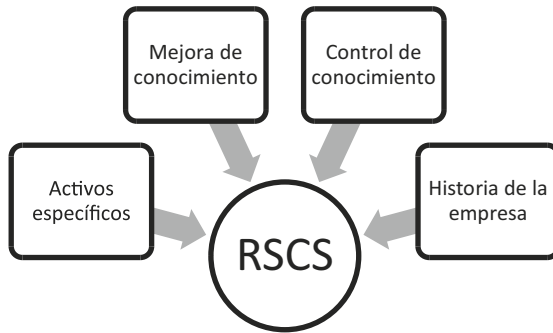 Mejora de
conocimiento
Control de
conocimiento
Activos
específicos
Historia de la
empresa
RSCS